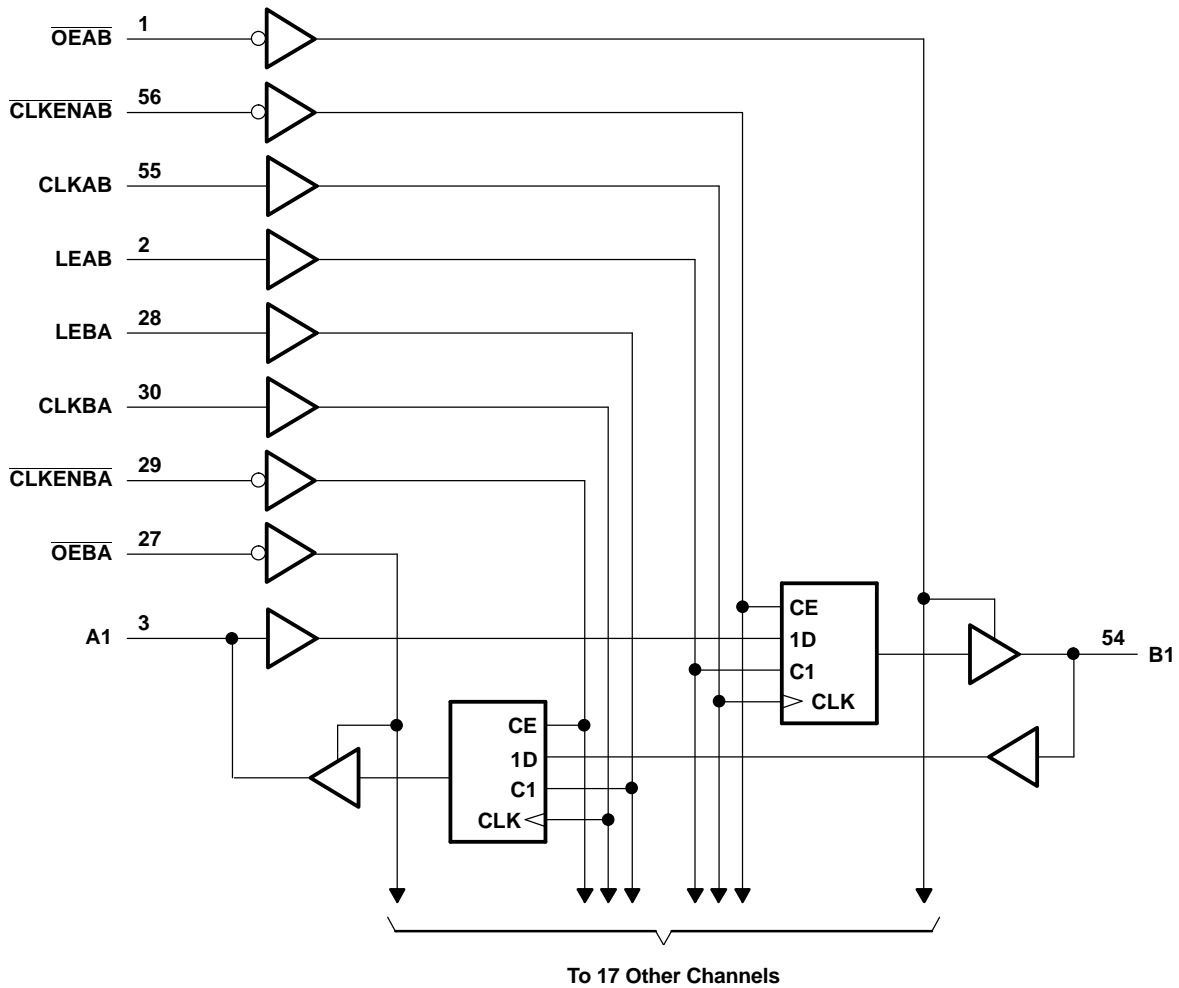 OEAB 1
CLKENAB 56
CLKAB 55
LEAB 2
LEBA 28
CLKBA 30
CLKENBA 29
OEBA 27
A1 3
CE
1D
C1
CLK
54 B1
CE
1D
C1
CLK
To 17 Other Channels